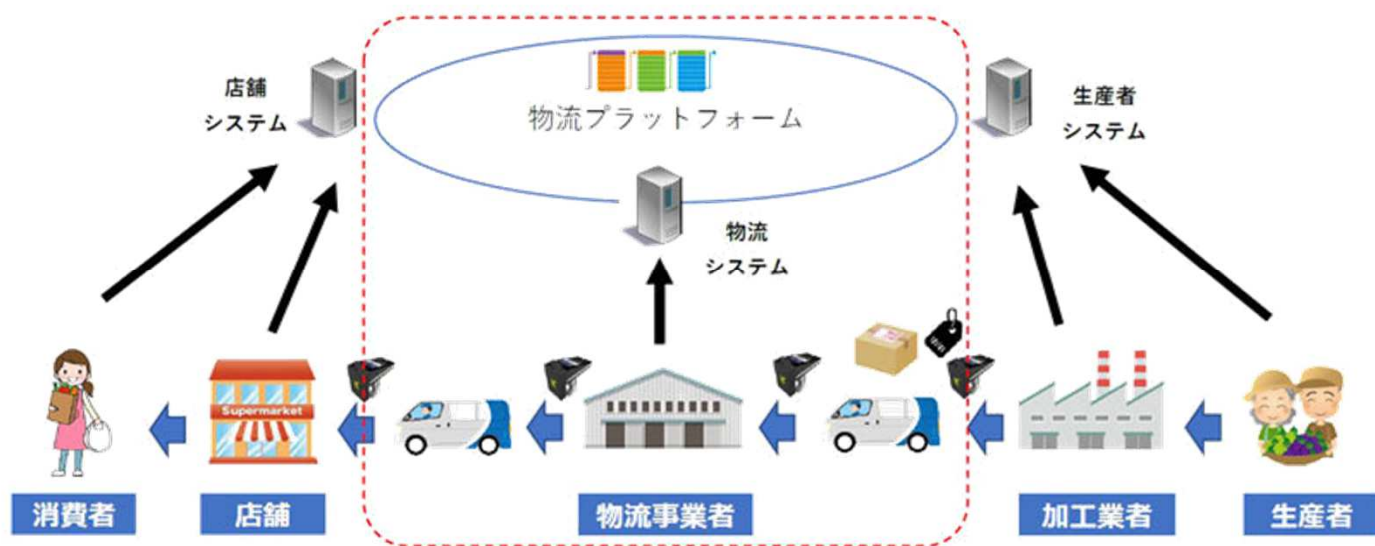 店舗
システム
物流プラットフォーム
生産者
システム
物流
システム
Supermarket
消費者
店舗
物流事業者
加工業者
生産者